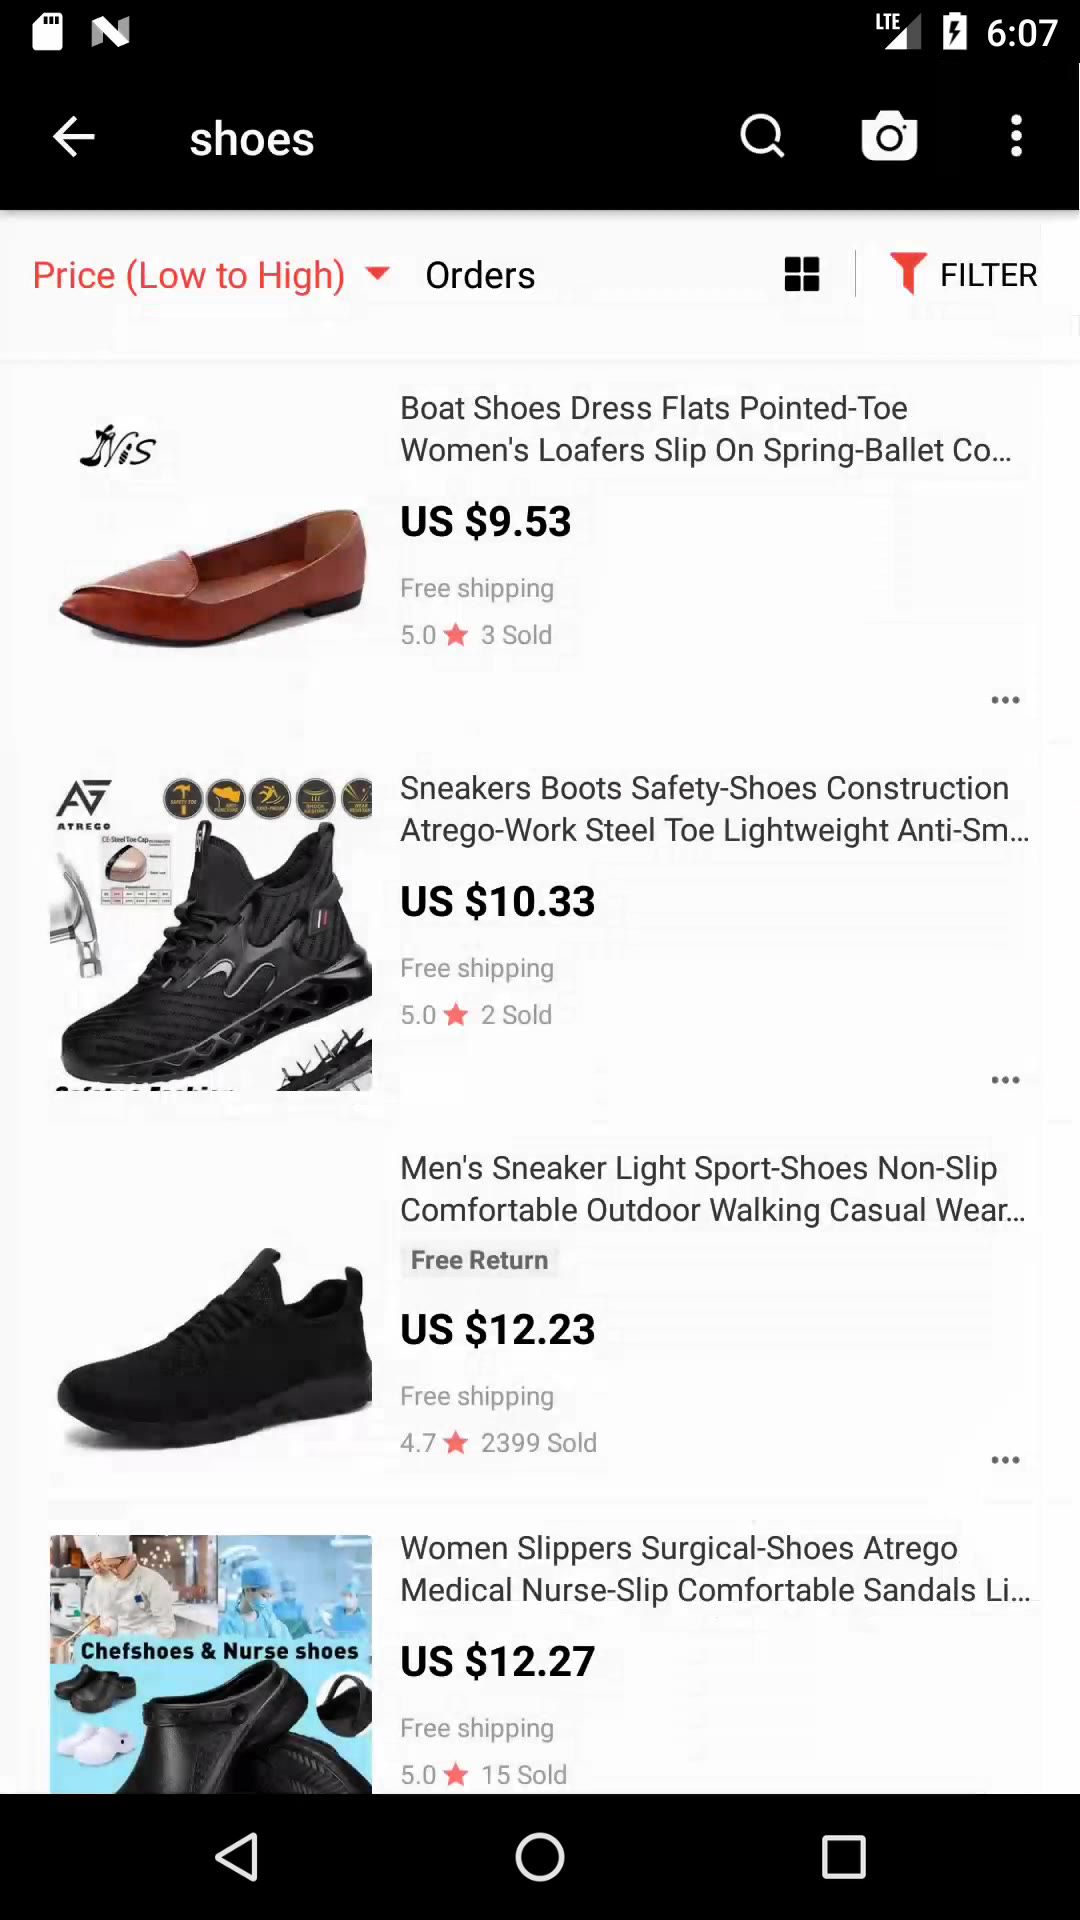 LTE 6:07
shoes
Price (Low to High) Orders FILTER
Nis
Boat Shoes Dress Flats Pointed-Toe
Women's Loafers Slip On Spring-Ballet Co...
US $9.53
Free shipping
5.0 3 Sold
ATREGO
CE-Steel Toe Cap
Sneakers Boots Safety-Shoes Construction
Atrego-Work Steel Toe Lightweight Anti-Sm...
US $10.33
Free shipping
5.0 2 Sold
Men's Sneaker Light Sport-Shoes Non-Slip
Comfortable Outdoor Walking Casual Wear...
Free Return
US $12.23
Free shipping
4.7 2399 Sold
Chefshoes & Nurse shoes
Women Slippers Surgical-Shoes Atrego
Medical Nurse-Slip Comfortable Sandals Li...
US $12.27
Free shipping
5.0 15 Sold